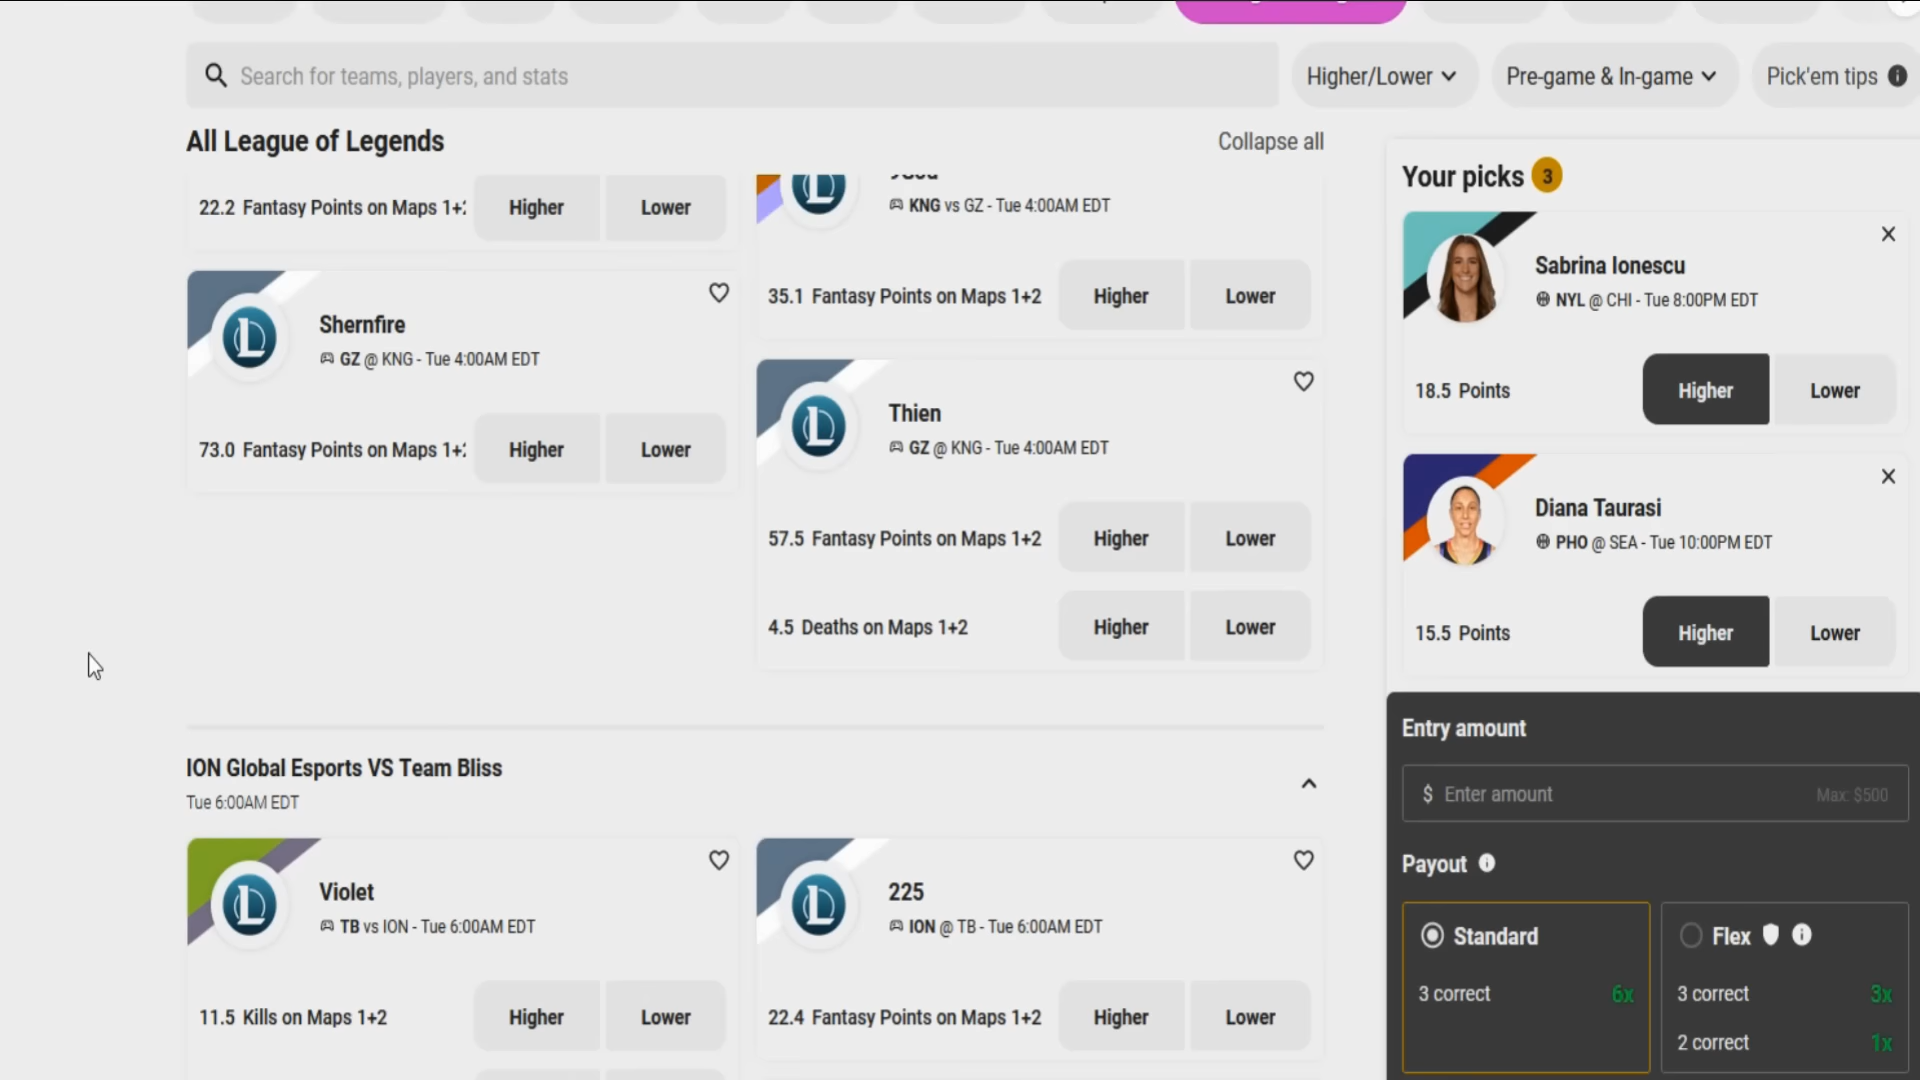 Search for teams, players, and stats
Higher/Lower
Pre-game & In-game
Pick'em tips
All League of Legends
Collapse all
22.2 Fantasy Points on Maps 1+
Higher
Lower
Shernfire
GZ @ KNG - Tue 4:00AM EDT
73.0 Fantasy Points on Maps 1+
Higher
Lower
KNG vs GZ - Tue 4:00AM EDT
35.1 Fantasy Points on Maps 1+2
Higher
Lower
Thien
GZ @ KNG - Tue 4:00AM EDT
57.5 Fantasy Points on Maps 1+2
Higher
Lower
4.5 Deaths on Maps 1+2
Higher
Lower
ION Global Esports VS Team Bliss
Tue 6:00AM EDT
Violet
TB vs ION - Tue 6:00AM EDT
11.5 Kills on Maps 1+2
Higher
Lower
225
ION @ TB - Tue 6:00AM EDT
22.4 Fantasy Points on Maps 1+2
Higher
Lower
Your picks 3
Sabrina Ionescu
NYL @ CHI - Tue 8:00PM EDT
18.5 Points
Higher
Lower
Diana Taurasi
PHO @ SEA - Tue 10:00PM EDT
15.5 Points
Higher
Lower
Entry amount
$ Enter amount
Max: $500
Payout
Standard
3 correct 6x
Flex
3 correct 3x
2 correct 1x